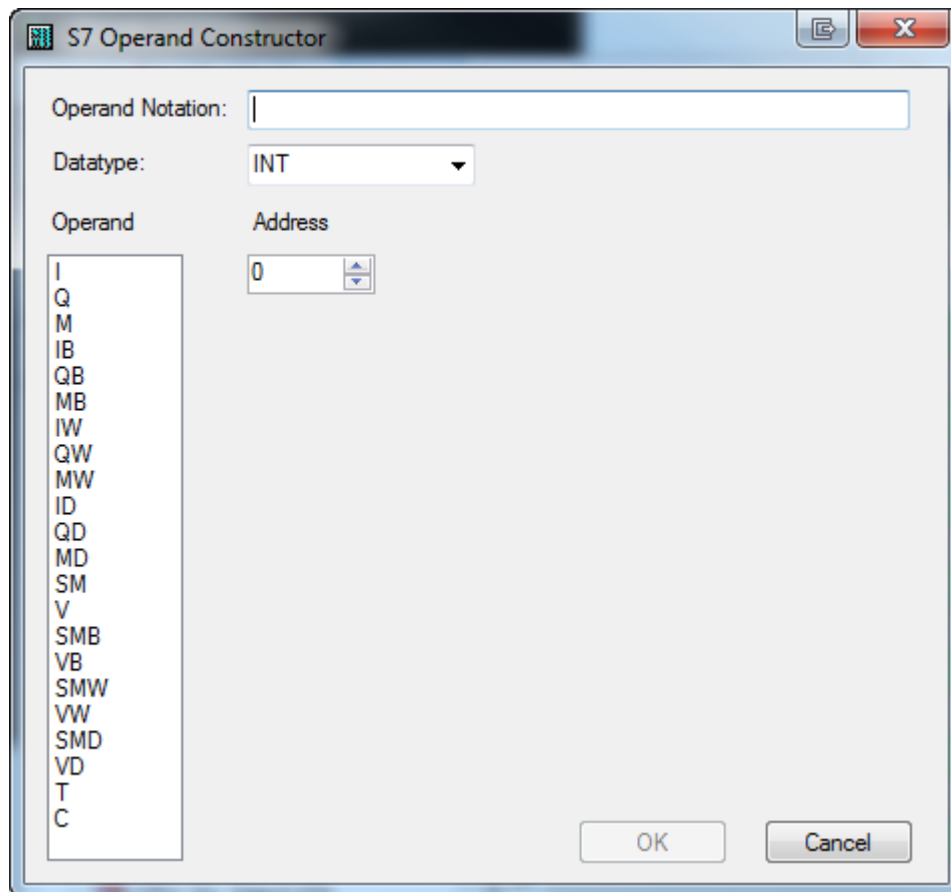 S7 Operand Constructor
Operand Notation:
Datatype: INT
Operand Address
0
I
Q
M
IB
QB
MB
IW
QW
MW
ID
QD
MD
SM
V
SMB
VB
SMW
VW
SMD
VD
T
C
OK Cancel